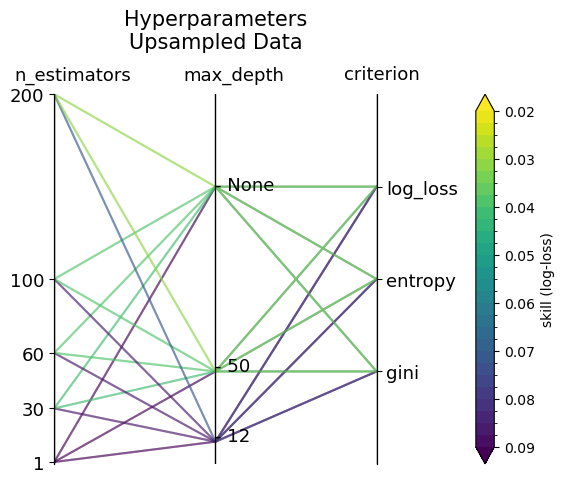 Hyperparameters
Upsampled Data
n_estimators
max_depth
criterion
200
100
60
30
1
None
50
12
log_loss
entropy
gini
0.02
0.03
0.04
0.05
0.06
0.07
0.08
0.09
skill (log-loss)